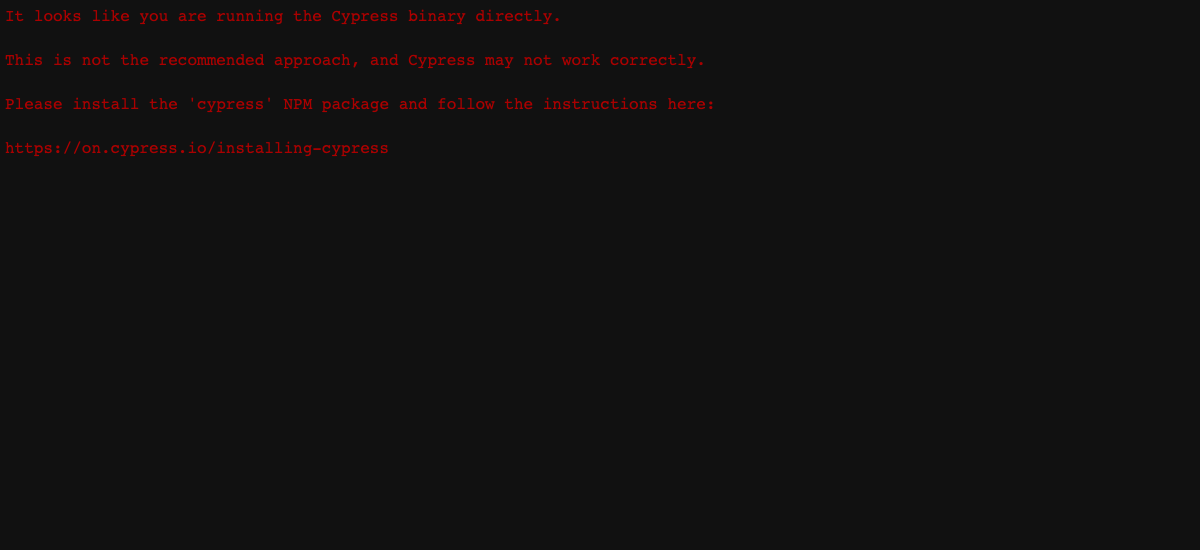 It looks like you are running the Cypress binary directly.
This is not the recommended approach, and Cypress may not work correctly.
Please install the 'cypress' NPM package and follow the instructions here:
https://on.cypress.io/installing-cypress